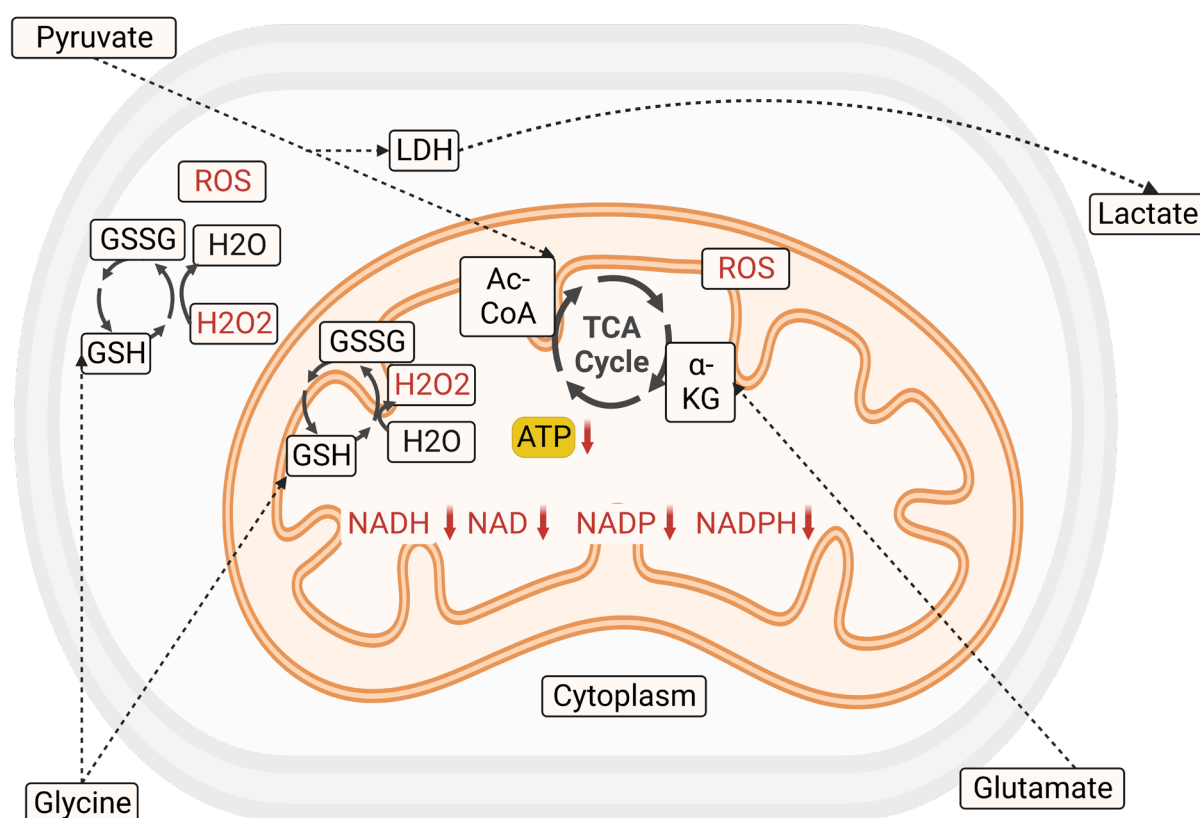 Pyruvate
LDH
ROS
Lactate
GSSG
H2O
H2O2
GSH
Ac-
CoA
ROS
TCA
Cycle
GSSG
H2O2
α-
KG
GSH
H2O
ATP
NADH NAD NADP NADPH
Cytoplasm
Glycine
Glutamate